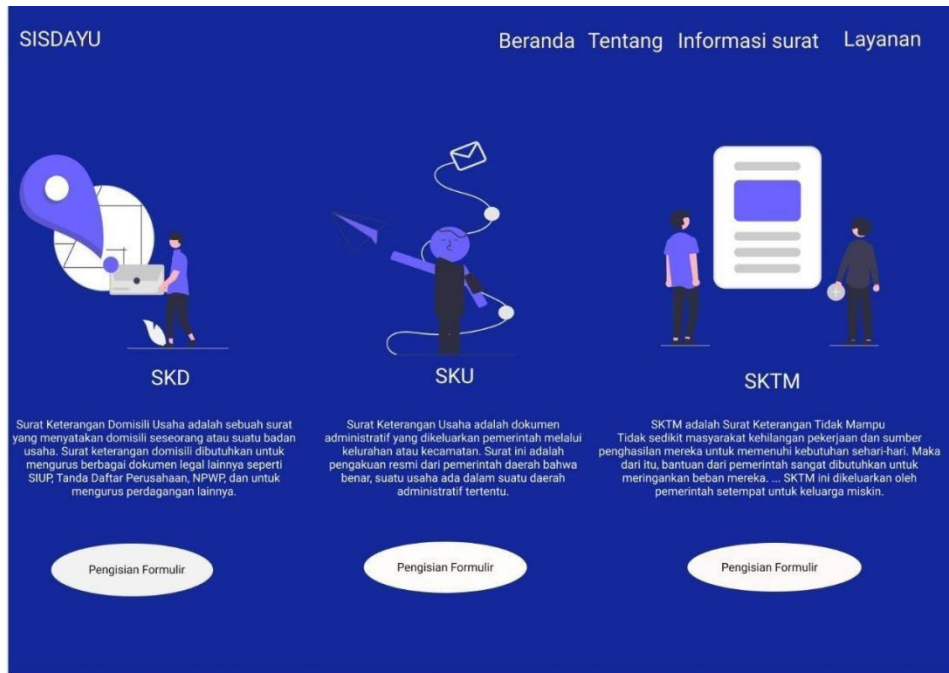 SISDAYU
Beranda Tentang Informasi surat Layanan
SKD
Surat Keterangan Domisili Usaha adalah sebuah surat
yang menyatakan domisili seseorang atau suatu badan
usaha. Surat keterangan domisili dibutuhkan untuk
mengurus berbagai dokumen legal lainnya seperti
SIUP, Tanda Daftar Perusahaan, NPWP, dan untuk
mengurus perdagangan lainnya.
Pengisian Formulir
SKU
Surat Keterangan Usaha adalah dokumen
administratif yang dikeluarkan pemerintah melalui
kelurahan atau kecamatan. Surat ini adalah
pengakuan resmi dari pemerintah daerah bahwa
benar, suatu usaha ada dalam suatu daerah
administratif tertentu.
Pengisian Formulir
SKTM
SKTM adalah Surat Keterangan Tidak Mampu
Tidak sedikit masyarakat kehilangan pekerjaan dan sumber
penghasilan mereka untuk memenuhi kebutuhan sehari-hari. Maka
dari itu, bantuan dari pemerintah sangat dibutuhkan untuk
meringankan beban mereka. ... SKTM ini dikeluarkan oleh
pemerintah setempat untuk keluarga miskin.
Pengisian Formulir